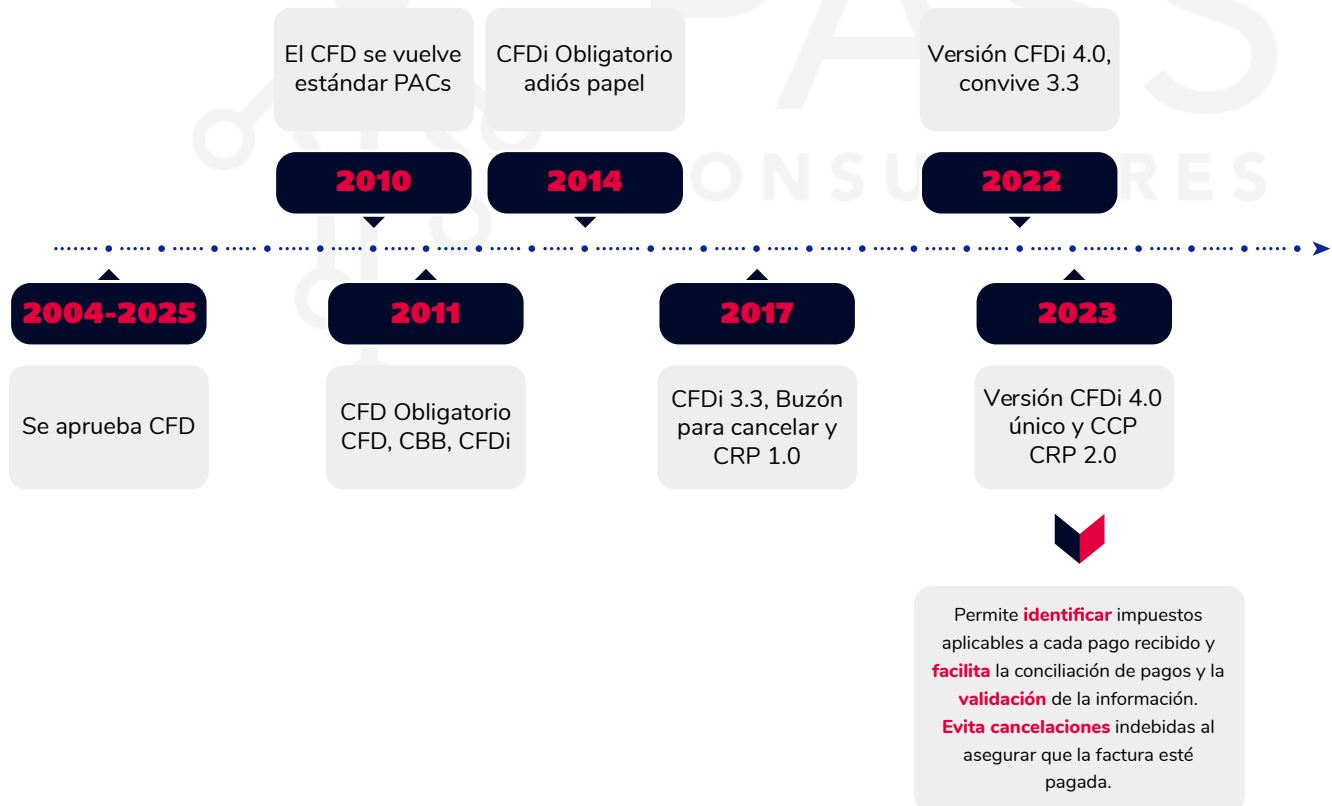 El CFD se vuelve
estándar PACs
CFDi Obligatorio
adiós papel
Versión CFDi 4.0,
convive 3.3
2010
2014
2022
ONSU
RES
2004-2025
2011
2017
2023
Se aprueba CFD
CFD Obligatorio
CFD, CBB, CFDi
CFDi 3.3, Buzón
para cancelar y
CRP 1.0
Versión CFDi 4.0
único y CCP
CRP 2.0
Permite identificar impuestos
aplicables a cada pago recibido y
facilita la conciliación de pagos y la
validación de la información.
Evita cancelaciones indebidas al
asegurar que la factura esté
pagada.